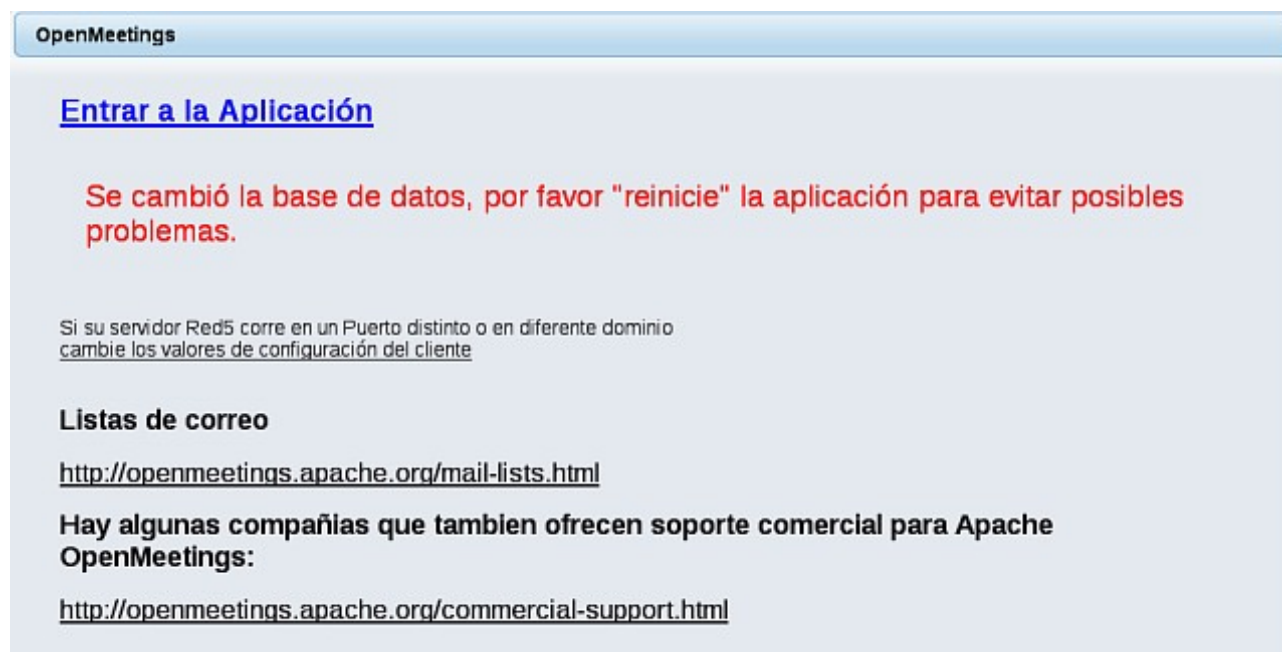 OpenMeetings
Entrar a la Aplicación
Se cambió la base de datos, por favor "reinicie" la aplicación para evitar posibles
problemas.
Si su servidor Red5 corre en un Puerto distinto o en diferente dominio
cambie los valores de configuración del cliente
Listas de correo
http://openmeetings.apache.org/mail-lists.html
Hay algunas compañias que tambien ofrecen soporte comercial para Apache
OpenMeetings:
http://openmeetings.apache.org/commercial-support.html